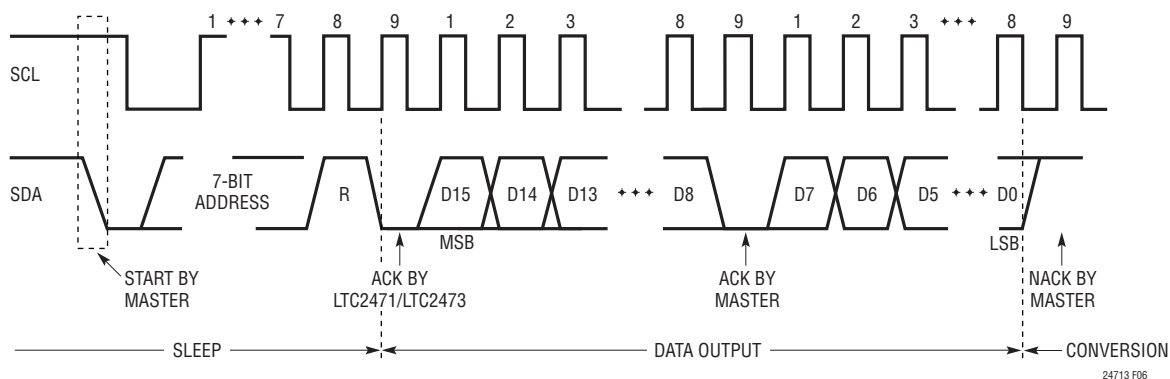 1 ✦✦✦ 7 8 9 1 2 3 8 9 1 2 3 ✦✦✦ 8 9
SCL
SDA
7-BIT
ADDRESS
R
D15
D14
D13
✦✦✦
D8
D7
D6
D5
✦✦✦
D0
MSB
LSB
START BY
MASTER
ACK BY
LTC2471/LTC2473
ACK BY
MASTER
NACK BY
MASTER
SLEEP
DATA OUTPUT
CONVERSION
24713 F06